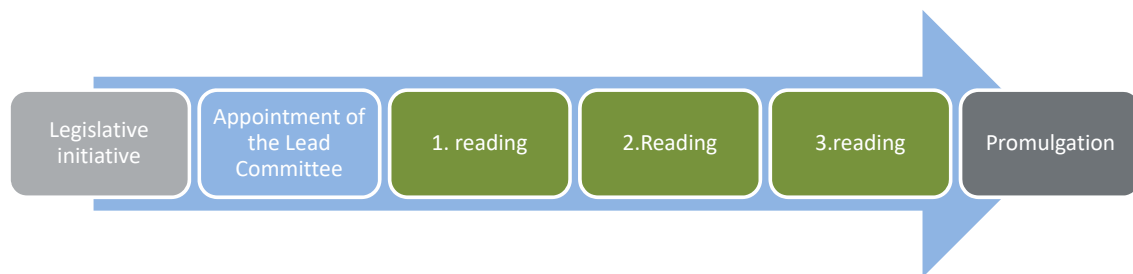 Legislative
initiative
Appointment of
the Lead
Committee
1. reading
2.Reading
3.reading
Promulgation